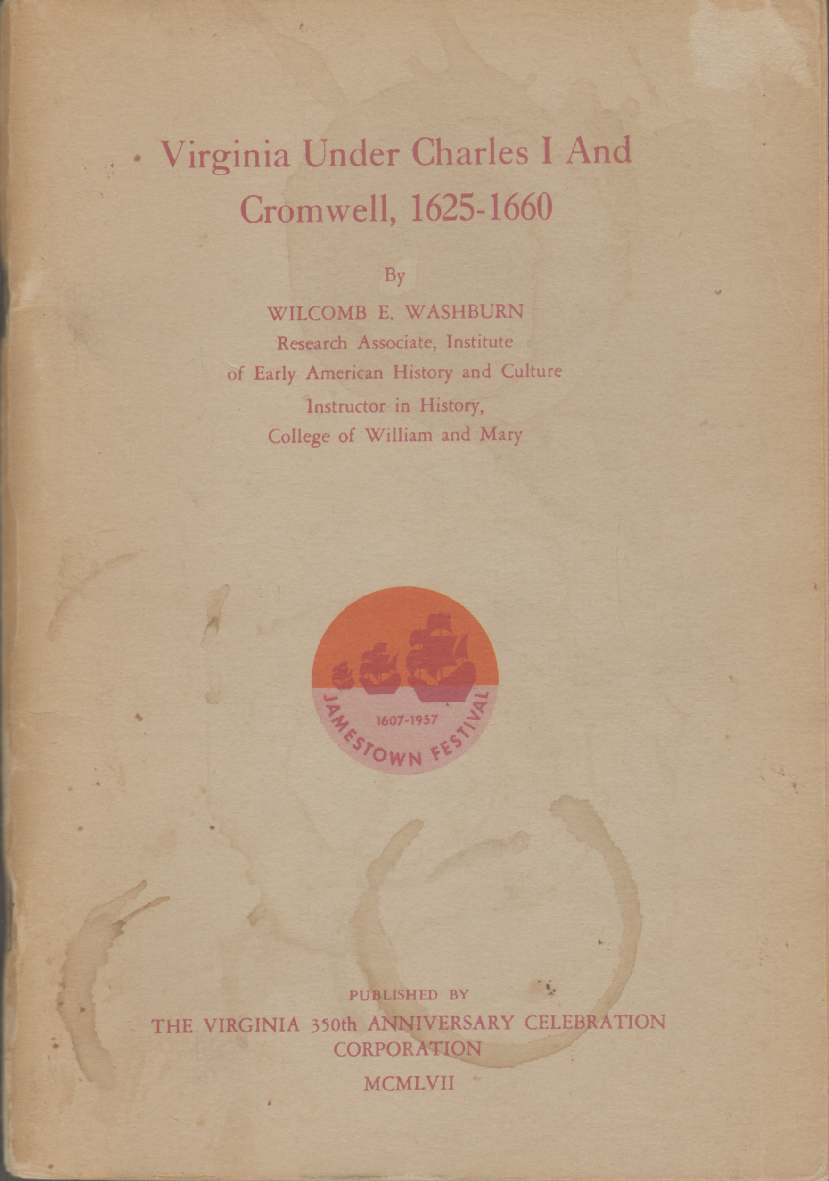 Virginia Under Charles I And
Cromwell, 1625-1660
By
WILCOMB E. WASHBURN
Research Associate, Institute
of Early American History and Culture
Instructor in History,
College of William and Mary
1607-1957
JAMESTOWN FESTIVAL
PUBLISHED BY
THE VIRGINIA 350th ANNIVERSARY CELEBRATION
CORPORATION
MCMLVII